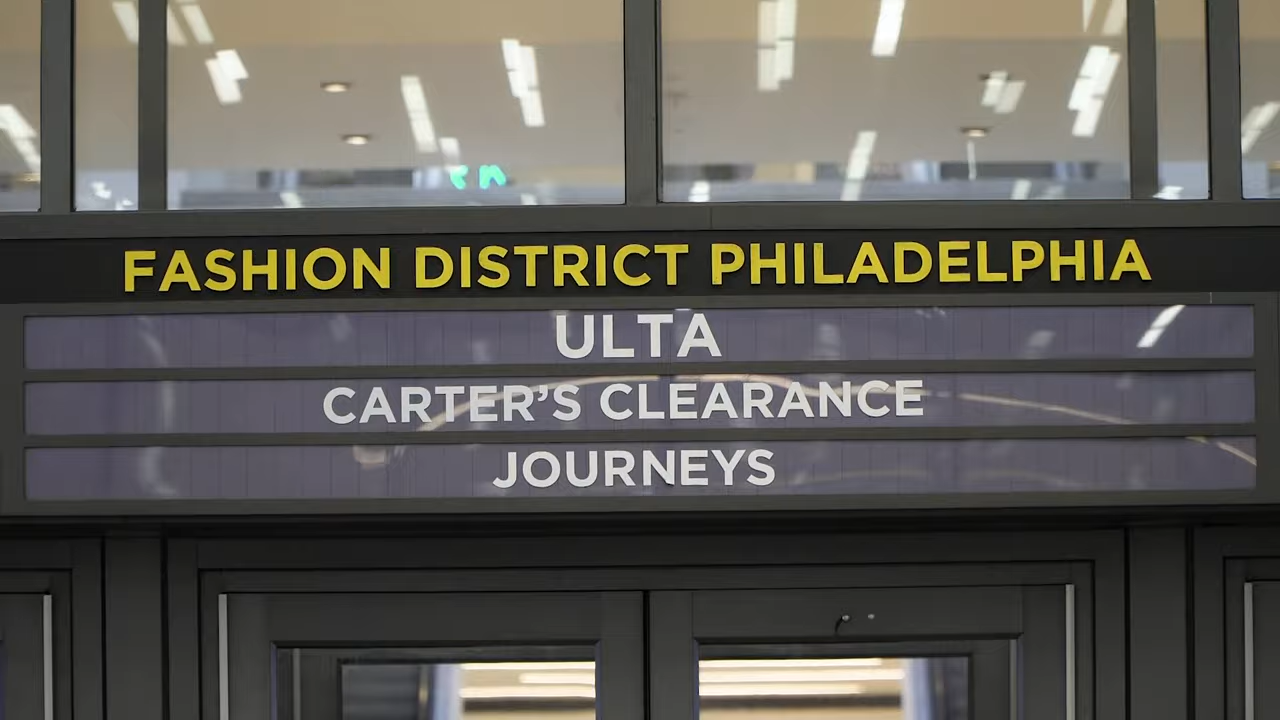 FASHION DISTRICT PHILADELPHIA
ULTA
CARTER'S CLEARANCE
JOURNEYS